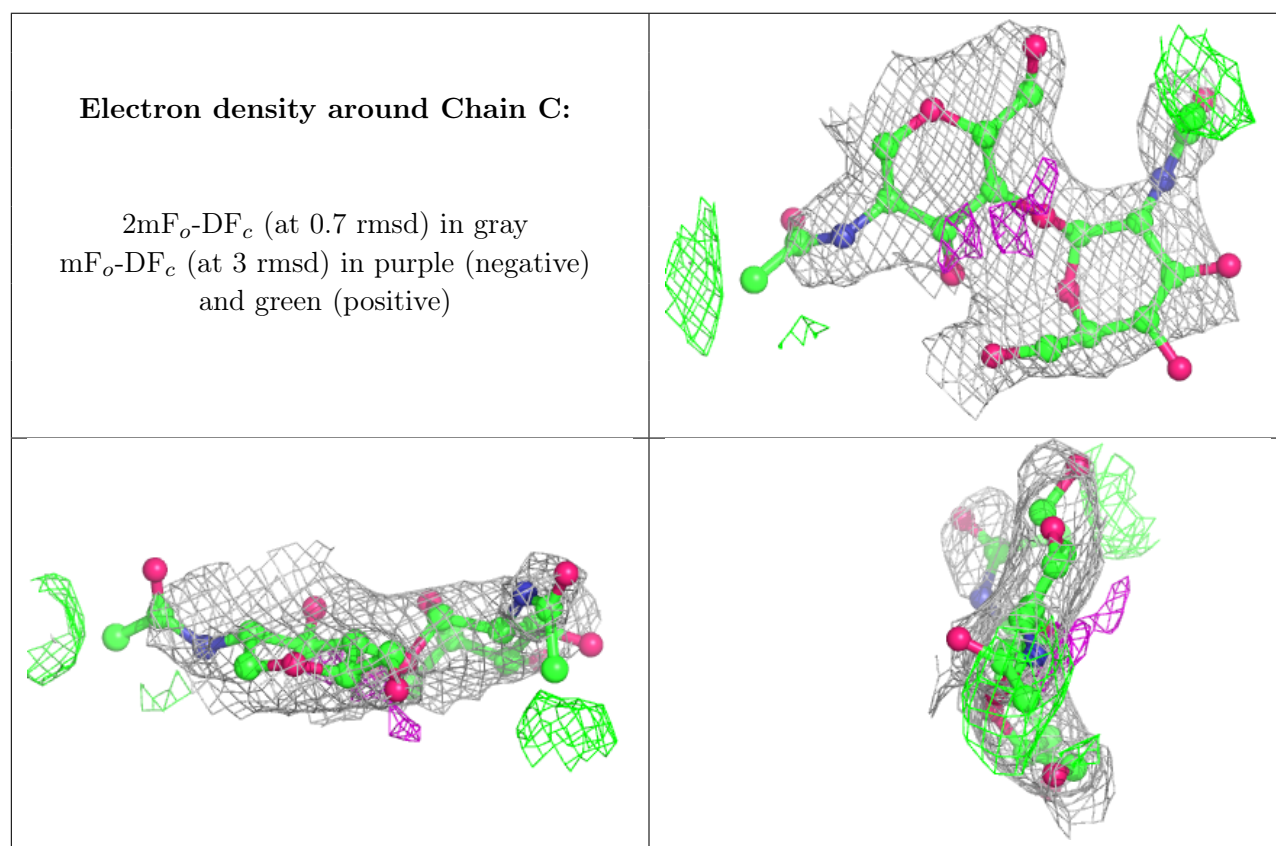 Electron density around Chain C:
2mFo-DFc (at 0.7 rmsd) in gray
mFo-DFc (at 3 rmsd) in purple (negative)
and green (positive)